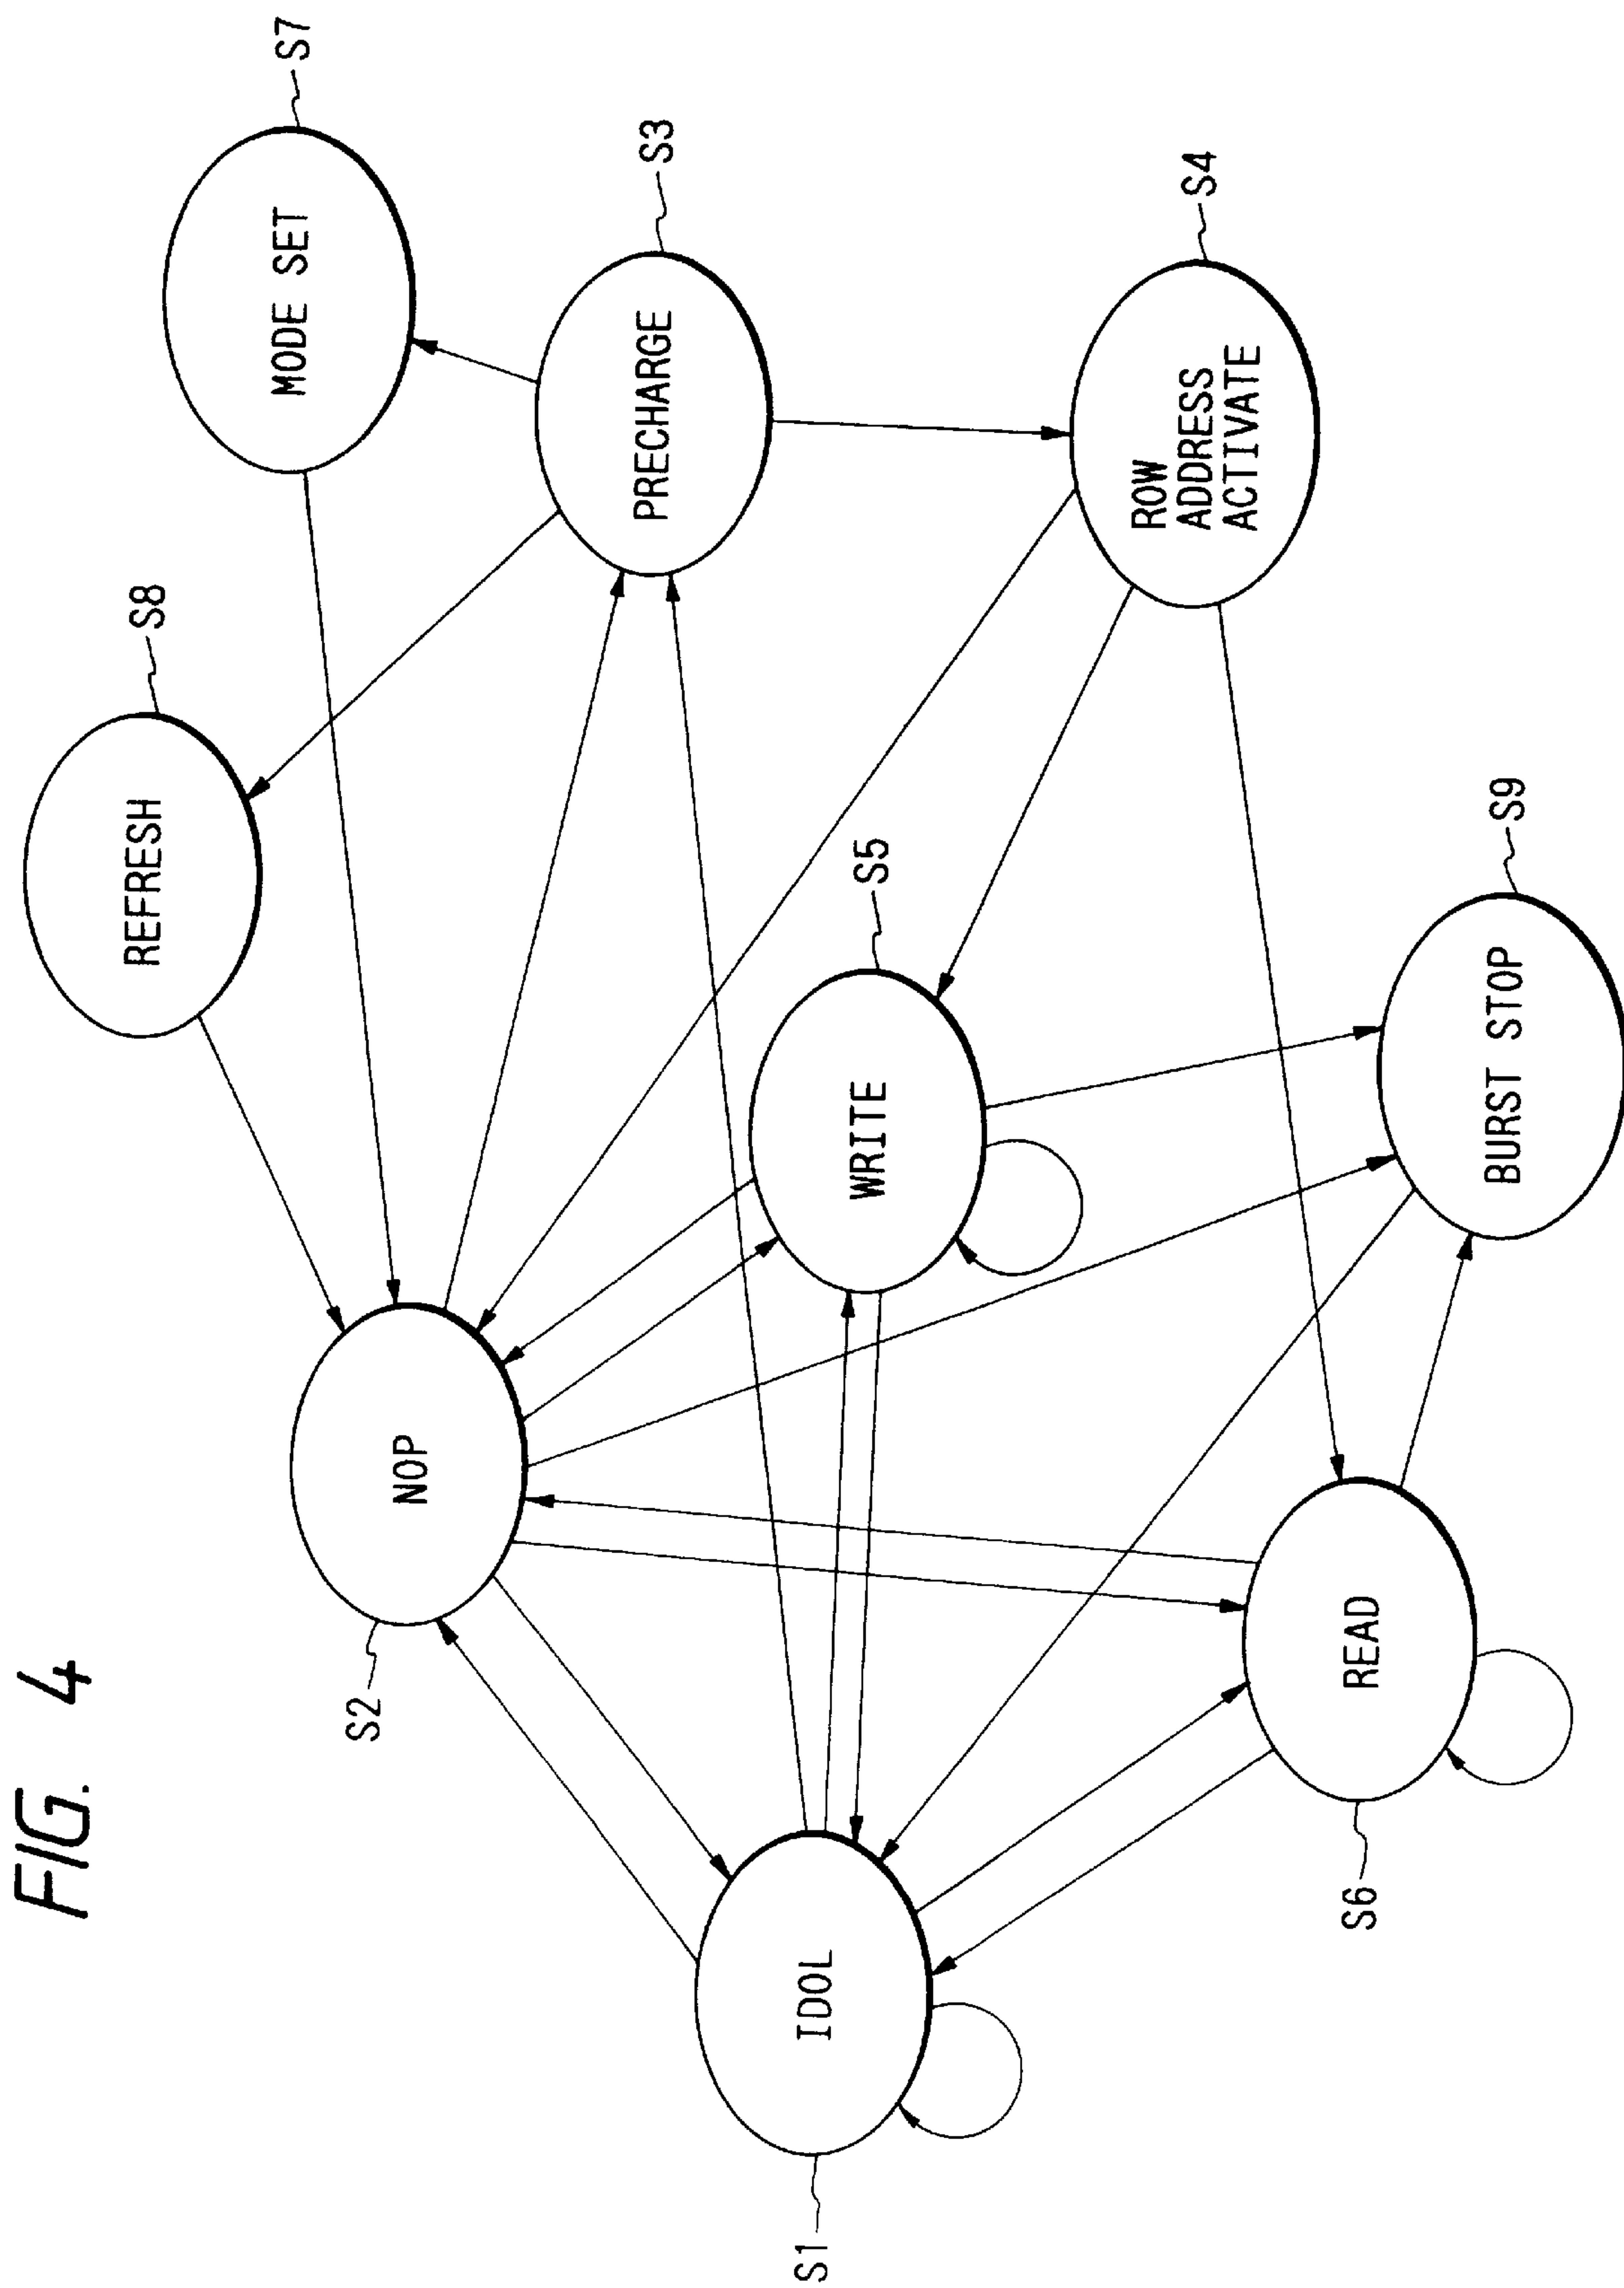 FIG. 4
S8
REFRESH
S7
MODE SET
S2
NOP
S3
PRECHARGE
S1
IDOL
S5
WRITE
S4
ROW
ADDRESS
ACTIVATE
S6
READ
S9
BURST STOP